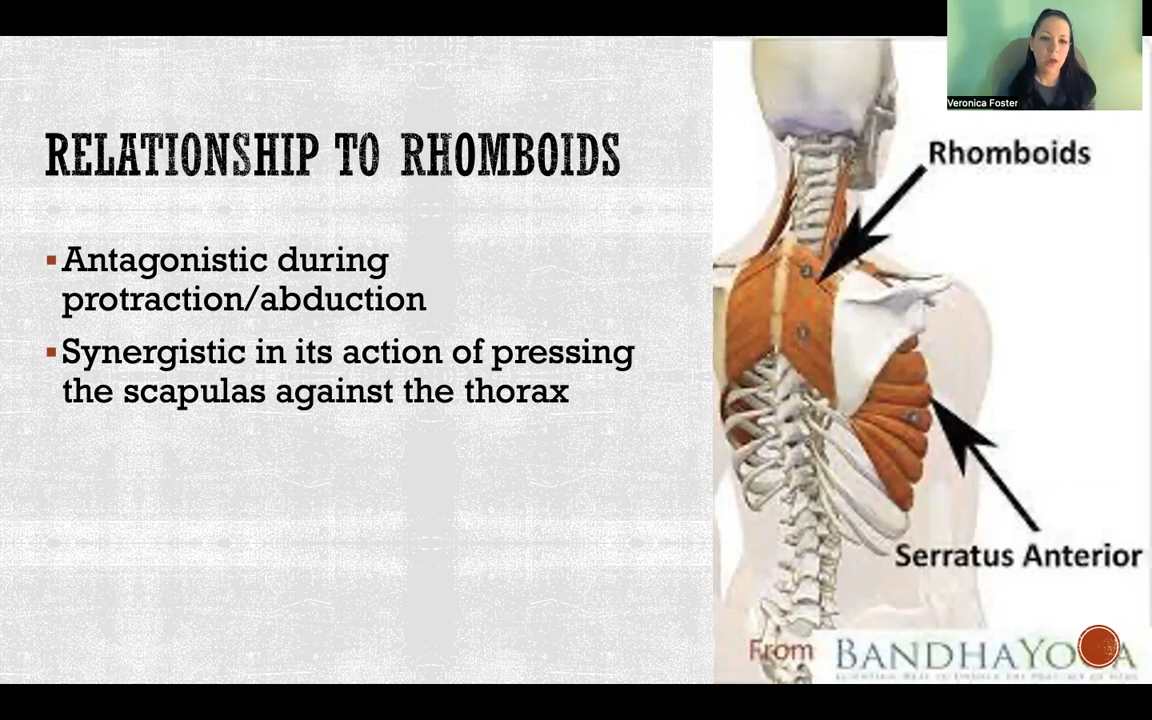 Veronica Foster
RELATIONSHIP TO RHOMBOIDS
▪Antagonistic during
protraction/abduction
▪Synergistic in its action of pressing
the scapulas against the thorax
Rhomboids
Serratus Anterior
From